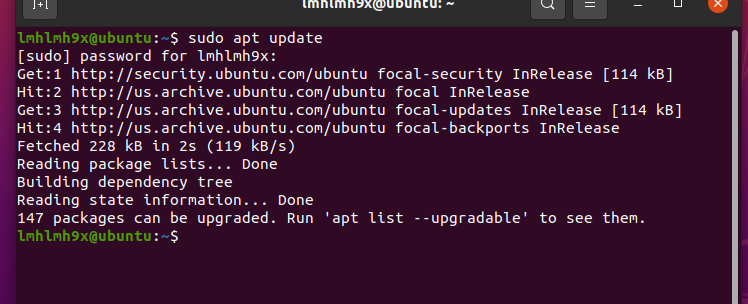 lmhlmh9x@ubuntu: ~
lmhlmh9x@ubuntu:~$ sudo apt update
[sudo] password for lmhlmh9x:
Get:1 http://security.ubuntu.com/ubuntu focal-security InRelease [114 kB]
Hit:2 http://us.archive.ubuntu.com/ubuntu focal InRelease
Get:3 http://us.archive.ubuntu.com/ubuntu focal-updates InRelease [114 kB]
Hit:4 http://us.archive.ubuntu.com/ubuntu focal-backports InRelease
Fetched 228 kB in 2s (119 kB/s)
Reading package lists... Done
Building dependency tree
Reading state information... Done
147 packages can be upgraded. Run 'apt list --upgradable' to see them.
lmhlmh9x@ubuntu:~$